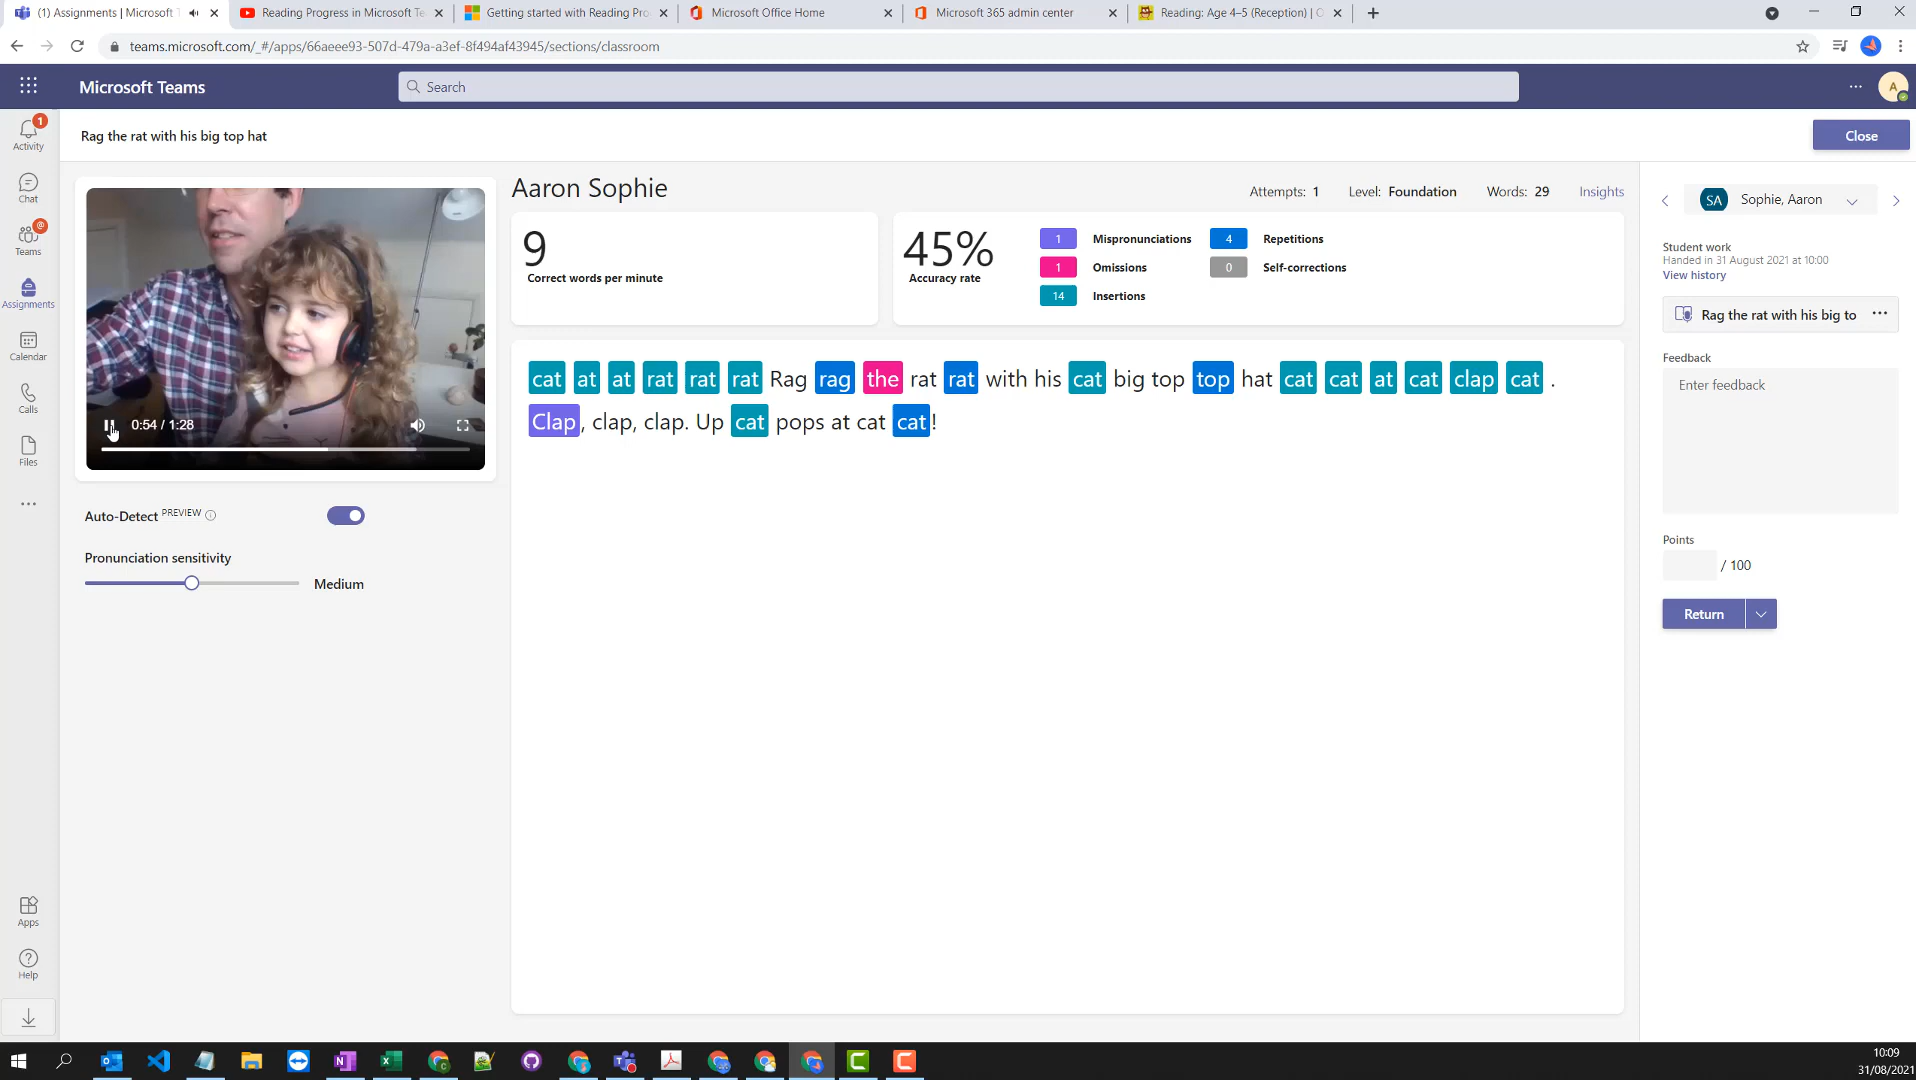 (1) Assignments | Microsoft T
Reading Progress in Microsoft Te
Getting started with Reading Pro
Microsoft Office Home
Microsoft 365 admin center
Reading: Age 4–5 (Reception) | O
teams.microsoft.com/_#/apps/66aeee93-507d-479a-a3ef-8f494af43945/sections/classroom
Microsoft Teams
Search
A
1
Activity
Chat
@
Teams
Assignments
Calendar
Calls
Files
Apps
Help
Rag the rat with his big top hat
Close
0:54 / 1:28
Auto-Detect PREVIEW
Pronunciation sensitivity
Medium
Aaron Sophie
Attempts: 1 Level: Foundation Words: 29 Insights
9
Correct words per minute
45%
Accuracy rate
1 Mispronunciations
4 Repetitions
1 Omissions
0 Self-corrections
14 Insertions
cat at at rat rat rat Rag rag the rat rat with his cat big top top hat cat cat at cat clap cat .
Clap, clap, clap. Up cat pops at cat cat!
SA Sophie, Aaron
Student work
Handed in 31 August 2021 at 10:00
View history
Rag the rat with his big to
Feedback
Enter feedback
Points
/ 100
Return
10:09
31/08/2021